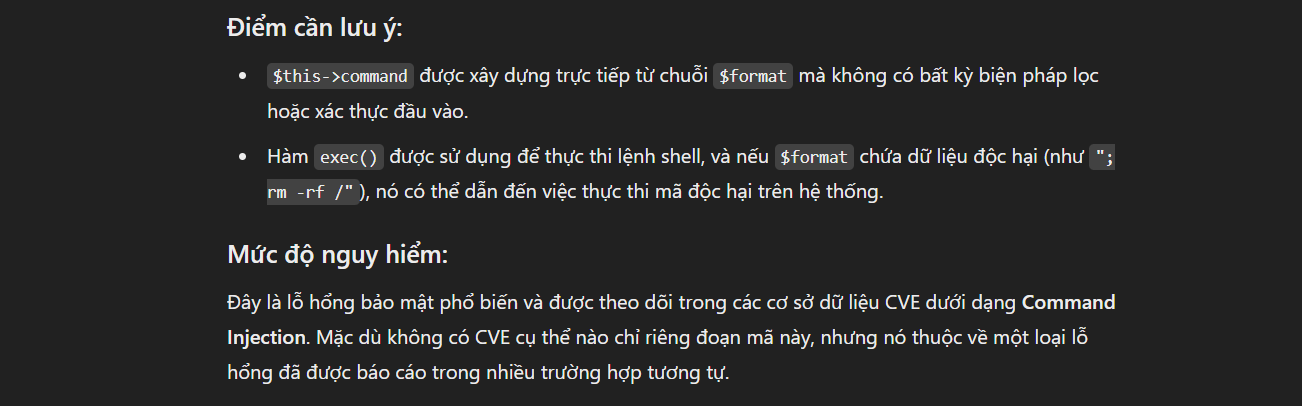 Điểm cần lưu ý:
$this->command được xây dựng trực tiếp từ chuỗi $format mà không có bất kỳ biện pháp lọc
hoặc xác thực đầu vào.
Hàm exec() được sử dụng để thực thi lệnh shell, và nếu $format chứa dữ liệu độc hại (như ";
rm -rf /"), nó có thể dẫn đến việc thực thi mã độc hại trên hệ thống.
Mức độ nguy hiểm:
Đây là lỗ hổng bảo mật phổ biến và được theo dõi trong các cơ sở dữ liệu CVE dưới dạng Command
Injection. Mặc dù không có CVE cụ thể nào chỉ riêng đoạn mã này, nhưng nó thuộc về một loại lỗ
hổng đã được báo cáo trong nhiều trường hợp tương tự.